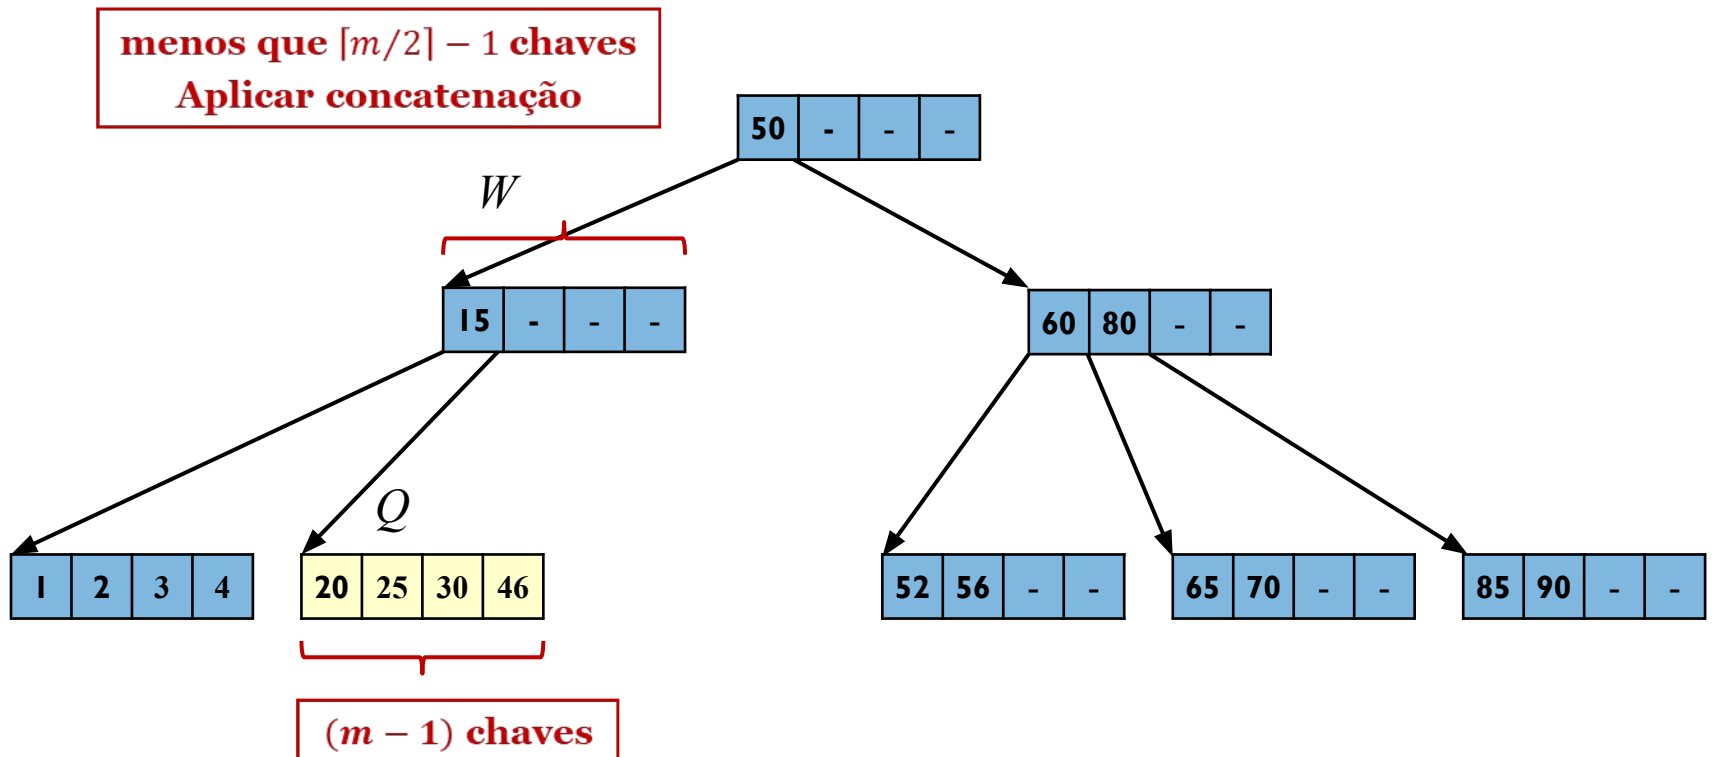 menos que ⌈m/2⌉ − 1 chaves
Aplicar concatenação
50 - - -
W
15 - - -
60 80 - -
Q
1 2 3 4
20 25 30 46
52 56 - -
65 70 - -
85 90 - -
(m − 1) chaves